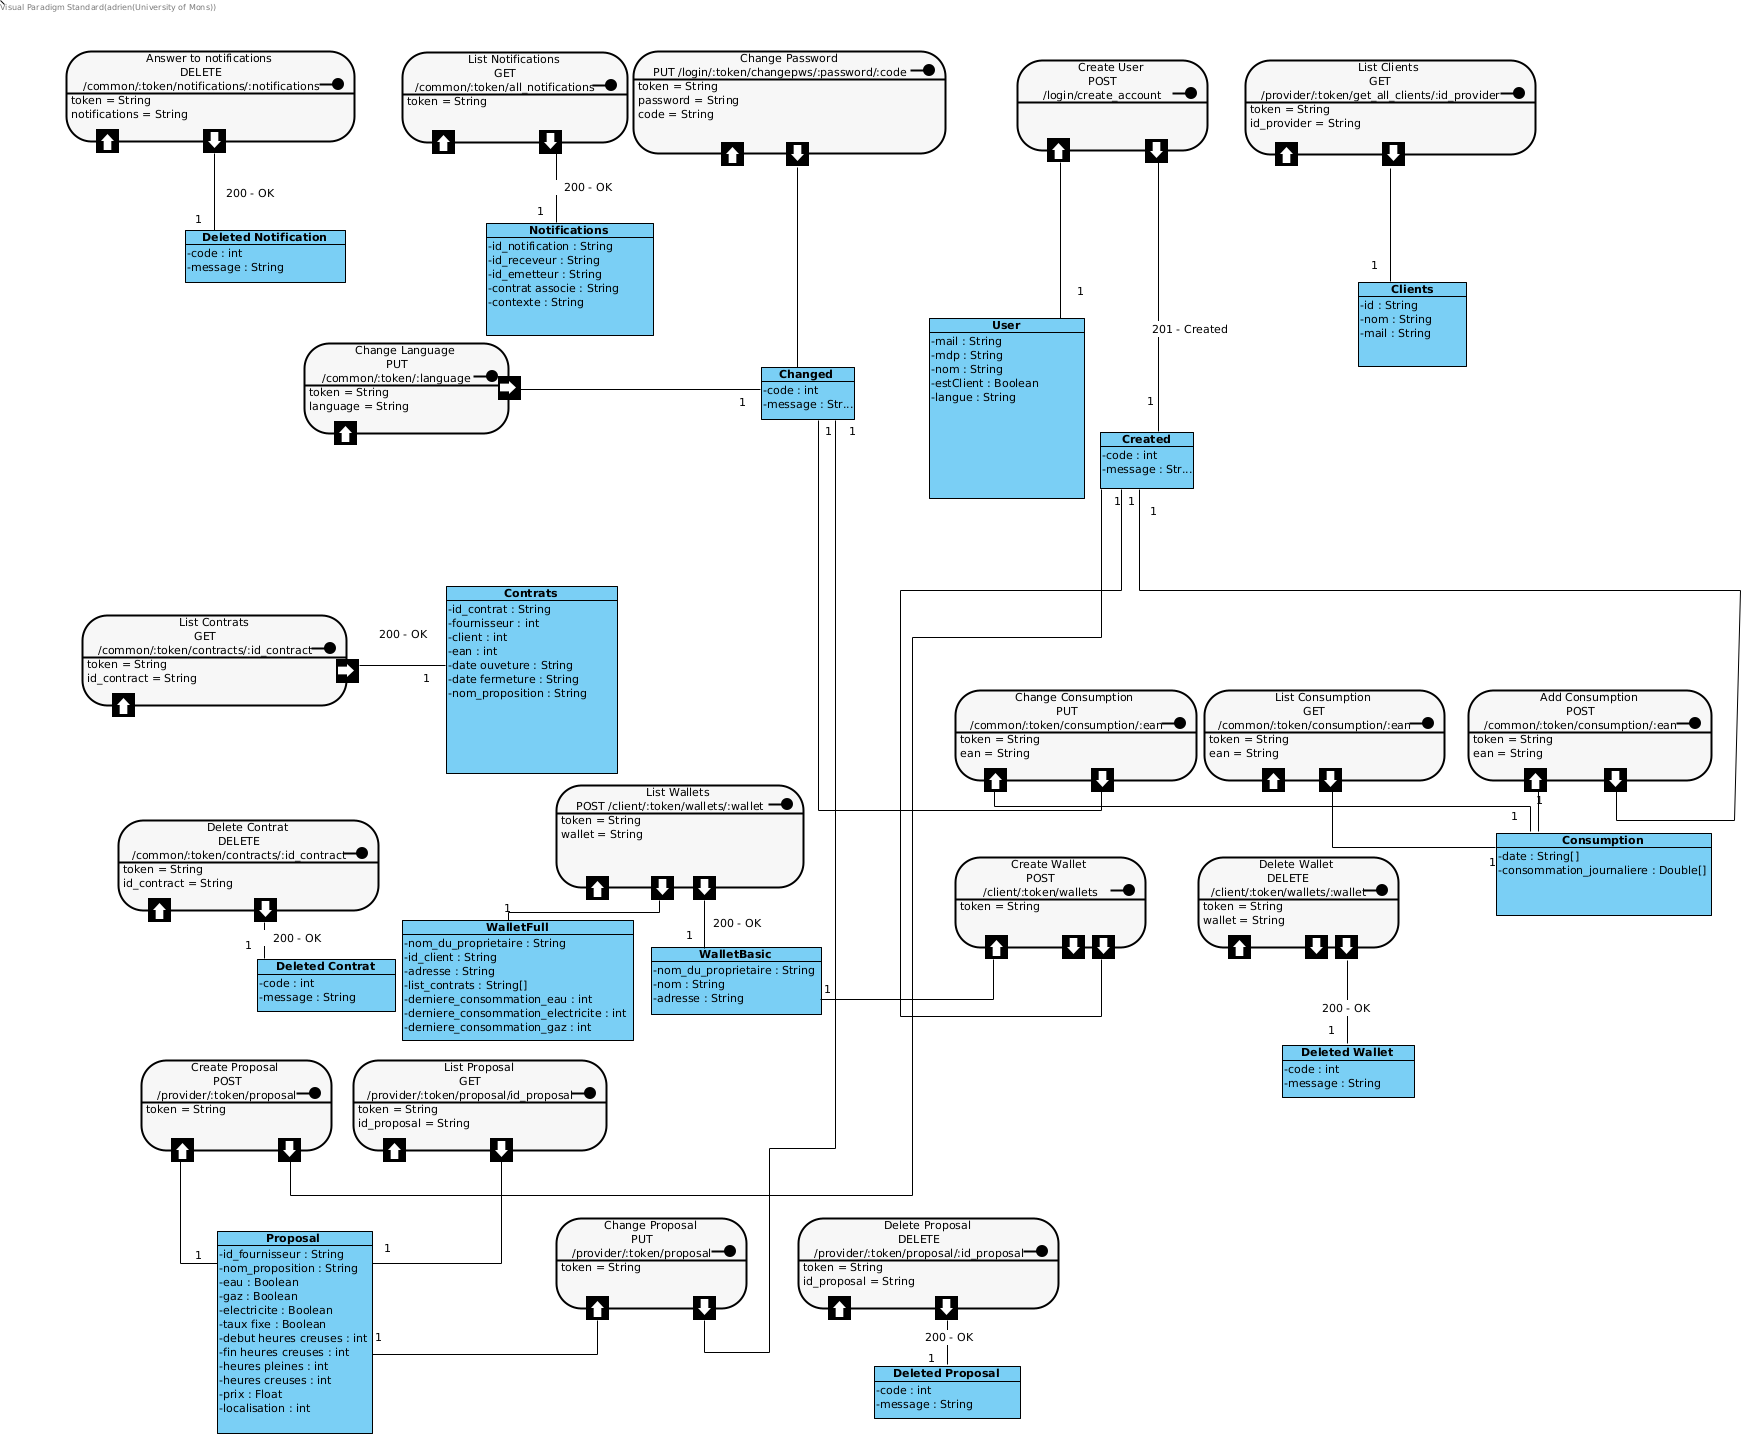 Visual Paradigm Standard(adrien(University of Mons))
Answer to notifications
DELETE
/common/:token/notifications/:notifications
token = String
notifications = String
200 - OK
1
Deleted Notification
-code : int
-message : String
List Notifications
GET
/common/:token/all_notifications
token = String
200 - OK
1
Notifications
-id_notification : String
-id_receveur : String
-id_emetteur : String
-contrat associe : String
-contexte : String
Change Password
PUT /login/:token/changepws/:password/:code
token = String
password = String
code = String
Create User
POST
/login/create_account
1
201 - Created
1
List Clients
GET
/provider/:token/get_all_clients/:id_provider
token = String
id_provider = String
1
Clients
-id : String
-nom : String
-mail : String
User
-mail : String
-mdp : String
-nom : String
-estClient : Boolean
-langue : String
Change Language
PUT
/common/:token/:language
token = String
language = String
1
Changed
-code : int
-message : Str...
1
1
Created
-code : int
-message : Str...
1
1
1
Contrats
-id_contrat : String
-fournisseur : int
-client : int
-ean : int
-date ouveture : String
-date fermeture : String
-nom_proposition : String
List Contrats
GET
/common/:token/contracts/:id_contract
token = String
id_contract = String
200 - OK
1
Change Consumption
PUT
/common/:token/consumption/:ean
token = String
ean = String
List Consumption
GET
/common/:token/consumption/:ean
token = String
ean = String
Add Consumption
POST
/common/:token/consumption/:ean
token = String
ean = String
1
1
1
Consumption
-date : String[]
-consommation_journaliere : Double[]
List Wallets
POST /client/:token/wallets/:wallet
token = String
wallet = String
1
200 - OK
1
Delete Contrat
DELETE
/common/:token/contracts/:id_contract
token = String
id_contract = String
200 - OK
1
Deleted Contrat
-code : int
-message : String
WalletFull
-nom_du_proprietaire : String
-id_client : String
-adresse : String
-list_contrats : String[]
-derniere_consommation_eau : int
-derniere_consommation_electricite : int
-derniere_consommation_gaz : int
WalletBasic
-nom_du_proprietaire : String
-nom : String
-adresse : String
1
Create Wallet
POST
/client/:token/wallets
token = String
Delete Wallet
DELETE
/client/:token/wallets/:wallet
token = String
wallet = String
200 - OK
1
Deleted Wallet
-code : int
-message : String
Create Proposal
POST
/provider/:token/proposal
token = String
List Proposal
GET
/provider/:token/proposal/id_proposal
token = String
id_proposal = String
1
1
Proposal
-id_fournisseur : String
-nom_proposition : String
-eau : Boolean
-gaz : Boolean
-electricite : Boolean
-taux fixe : Boolean
-debut heures creuses : int
-fin heures creuses : int
-heures pleines : int
-heures creuses : int
-prix : Float
-localisation : int
1
Change Proposal
PUT
/provider/:token/proposal
token = String
Delete Proposal
DELETE
/provider/:token/proposal/:id_proposal
token = String
id_proposal = String
200 - OK
1
Deleted Proposal
-code : int
-message : String